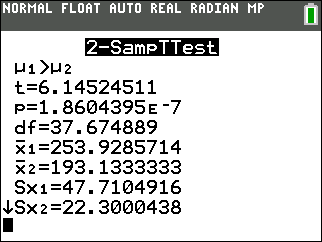 NORMAL FLOAT AUTO REAL RADIAN MP
2-SampTTest
μ₁>μ₂
t=6.14524511
p=1.8604395ᴇ⁻7
df=37.674889
x̄₁=253.9285714
x̄₂=193.1333333
Sx₁=47.7104916
↓Sx₂=22.3000438